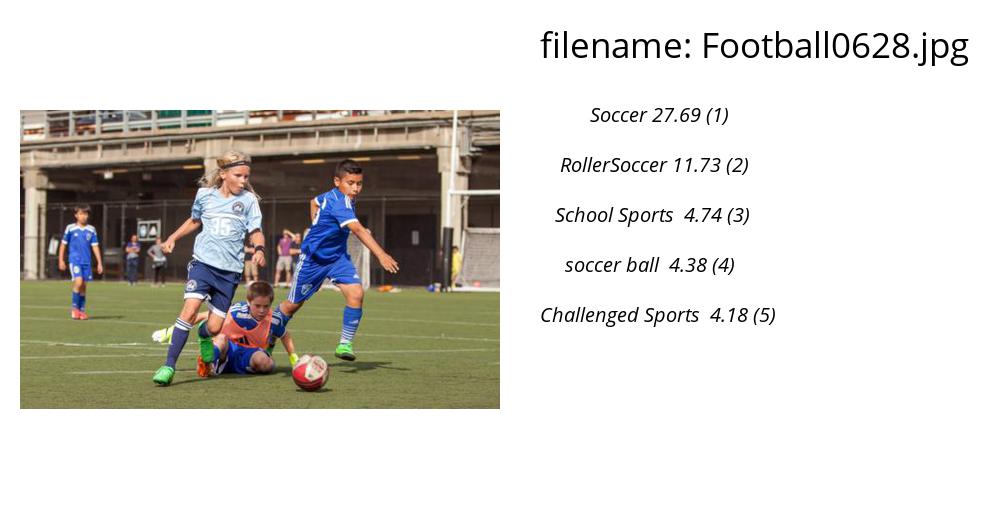 filename: Football0628.jpg
Soccer 27.69 (1)
RollerSoccer 11.73 (2)
School Sports 4.74 (3)
soccer ball 4.38 (4)
Challenged Sports 4.18 (5)
35